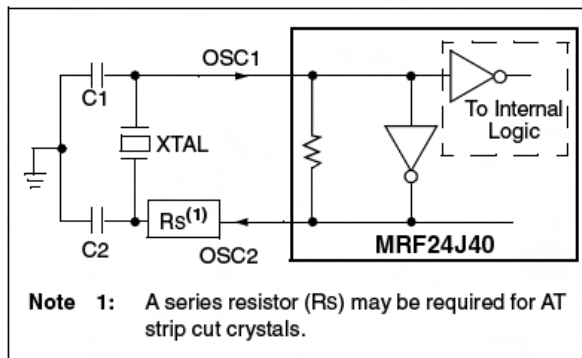 OSC1
C1
To Internal
Logic
XTAL
Rs(1)
C2
OSC2
MRF24J40
Note 1: A series resistor (Rs) may be required for AT
strip cut crystals.